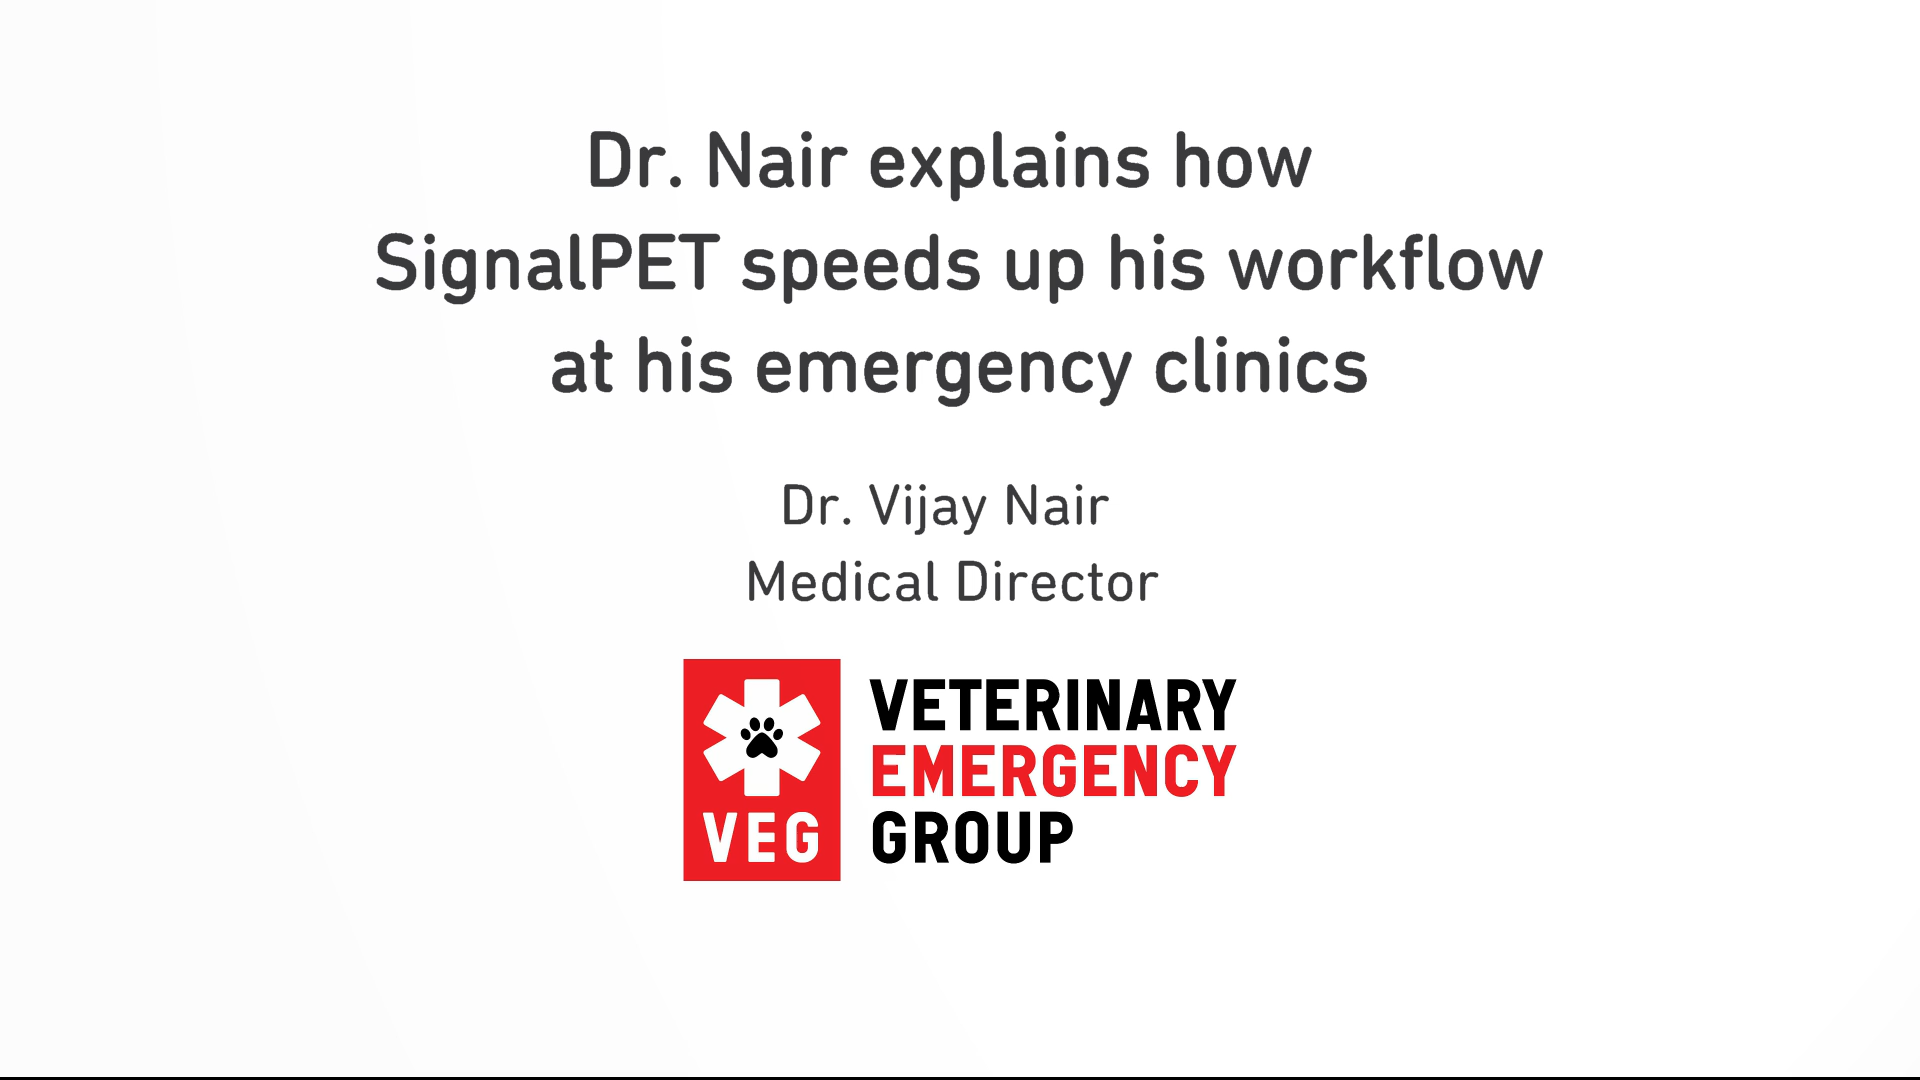 Dr. Nair explains how
SignalPET speeds up his workflow
at his emergency clinics
Dr. Vijay Nair
Medical Director
VEG
VETERINARY
EMERGENCY
GROUP